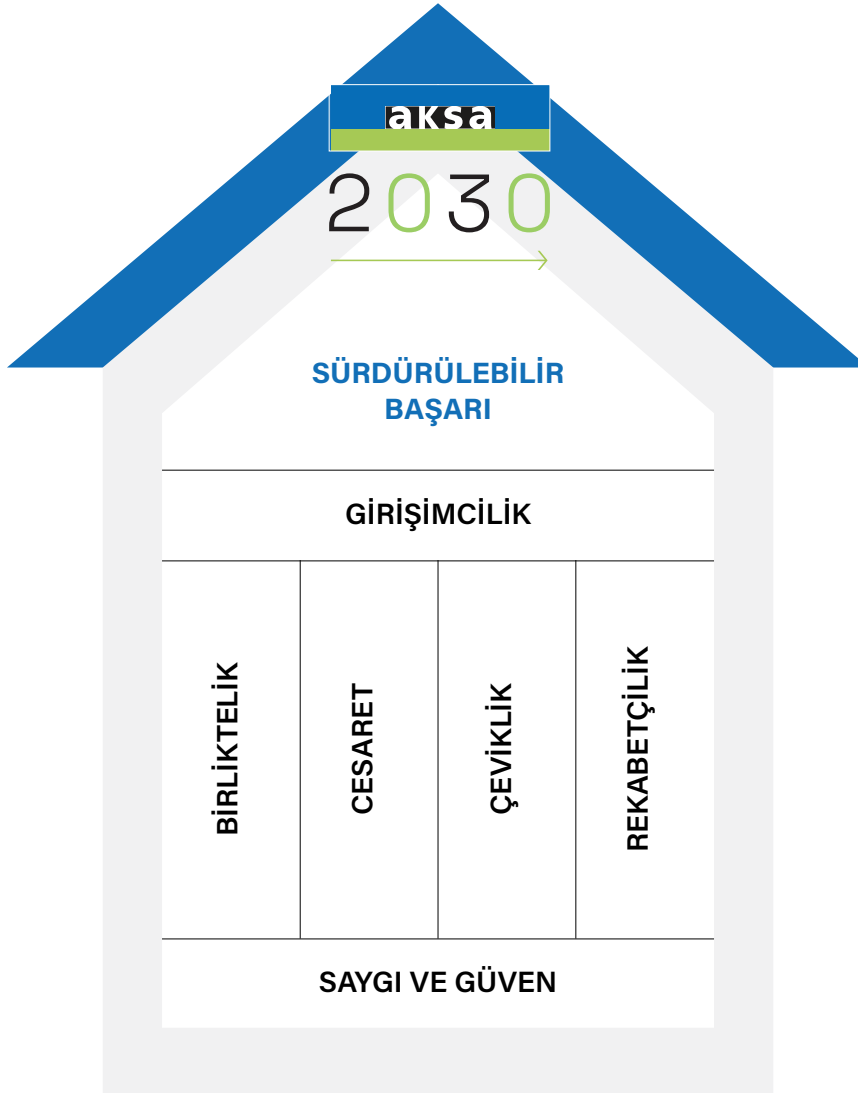 aksa
2030
SÜRDÜRÜLEBİLİR
BAŞARI
GİRİŞİMCİLİK
BİRLİKTELİK
CESARET
ÇEVİKLİK
REKABETÇİLİK
SAYGI VE GÜVEN